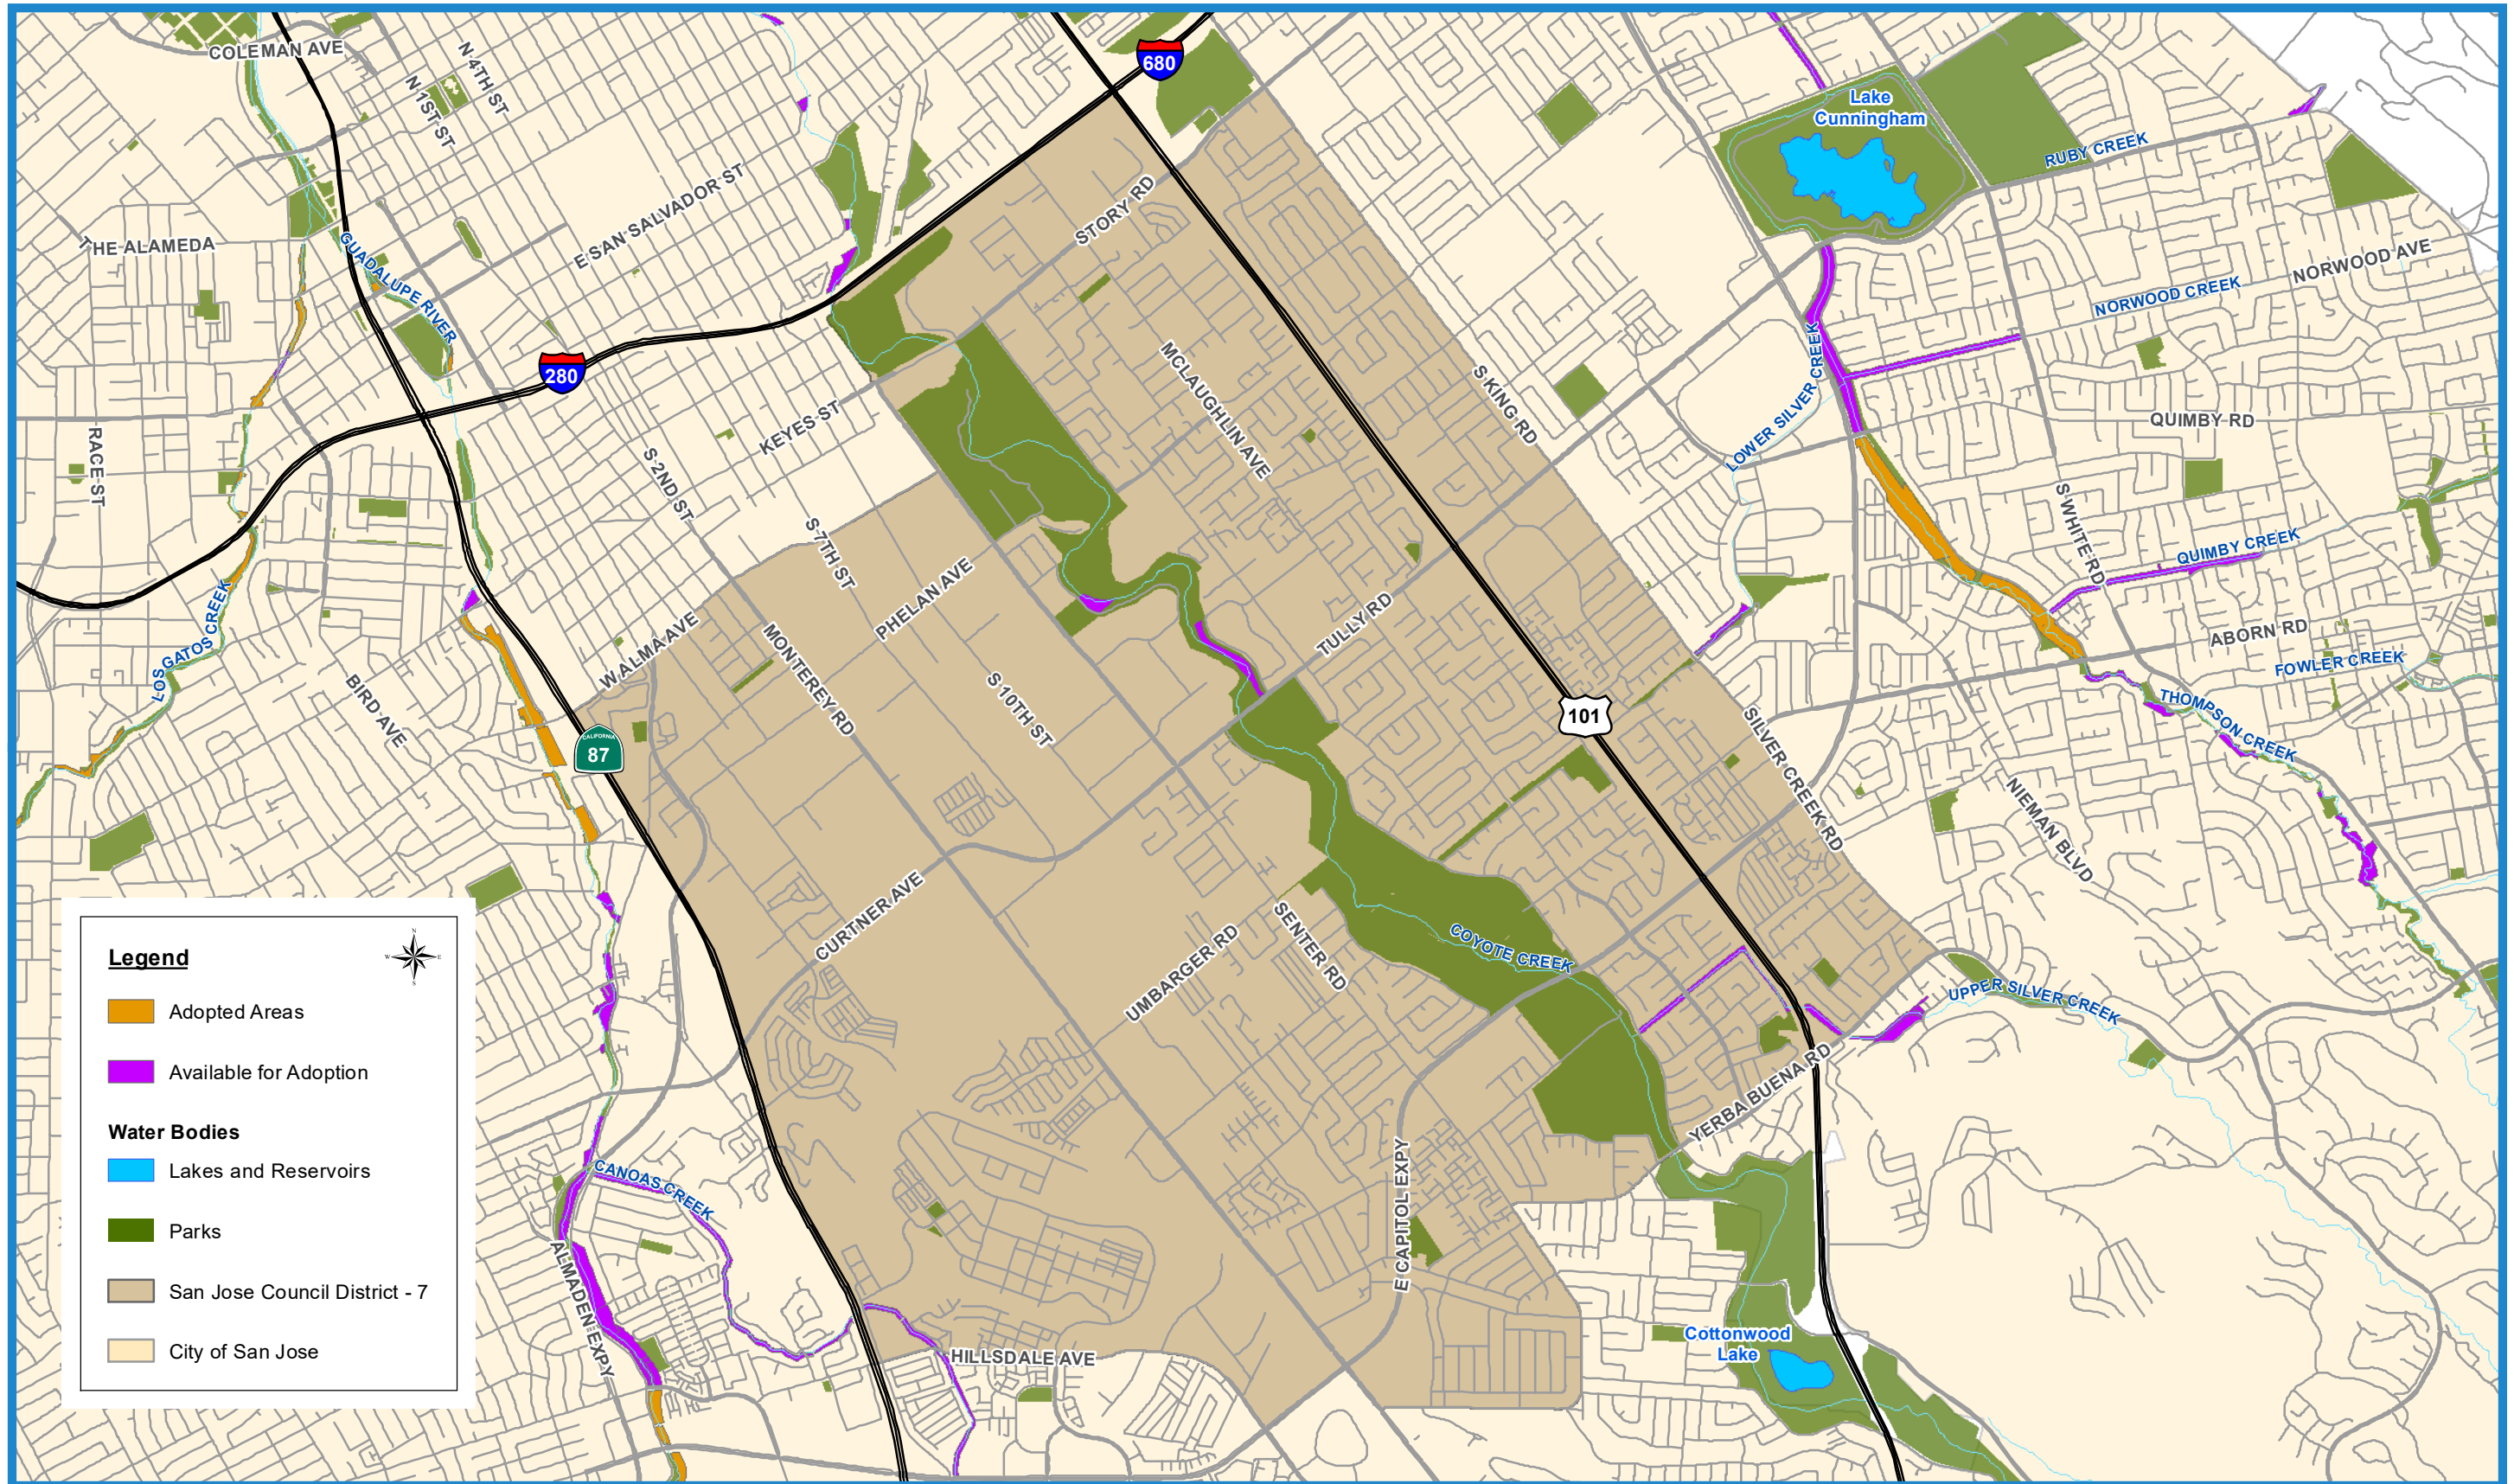 COLEMAN AVE
N 4TH ST
N 1ST ST
680
Lake
Cunningham
RUBY CREEK
E SAN SALVADOR ST
STORY RD
THE ALAMEDA
GUADALUPE RIVER
NORWOOD AVE
NORWOOD CREEK
280
MCLAUGHLIN AVE
S KING RD
LOWER SILVER CREEK
QUIMBY RD
RACE ST
KEYES ST
S 2ND ST
S 7TH ST
S WHITE RD
QUIMBY CREEK
PHELAN AVE
TULLY RD
ABORN RD
FOWLER CREEK
LOS GATOS CREEK
W ALMA AVE
MONTEREY RD
S 10TH ST
BIRD AVE
101
THOMPSON CREEK
SILVER CREEK RD
CALIFORNIA
87
NIEMAN BLVD
CURTNER AVE
UMBARGER RD
SENTER RD
COYOTE CREEK
UPPER SILVER CREEK
YERBA BUENA RD
CANOAS CREEK
E CAPITOL EXPY
ALMADEN EXPY
HILLSDALE AVE
Cottonwood
Lake
Legend
N
W E
S
Adopted Areas
Available for Adoption
Water Bodies
Lakes and Reservoirs
Parks
San Jose Council District - 7
City of San Jose